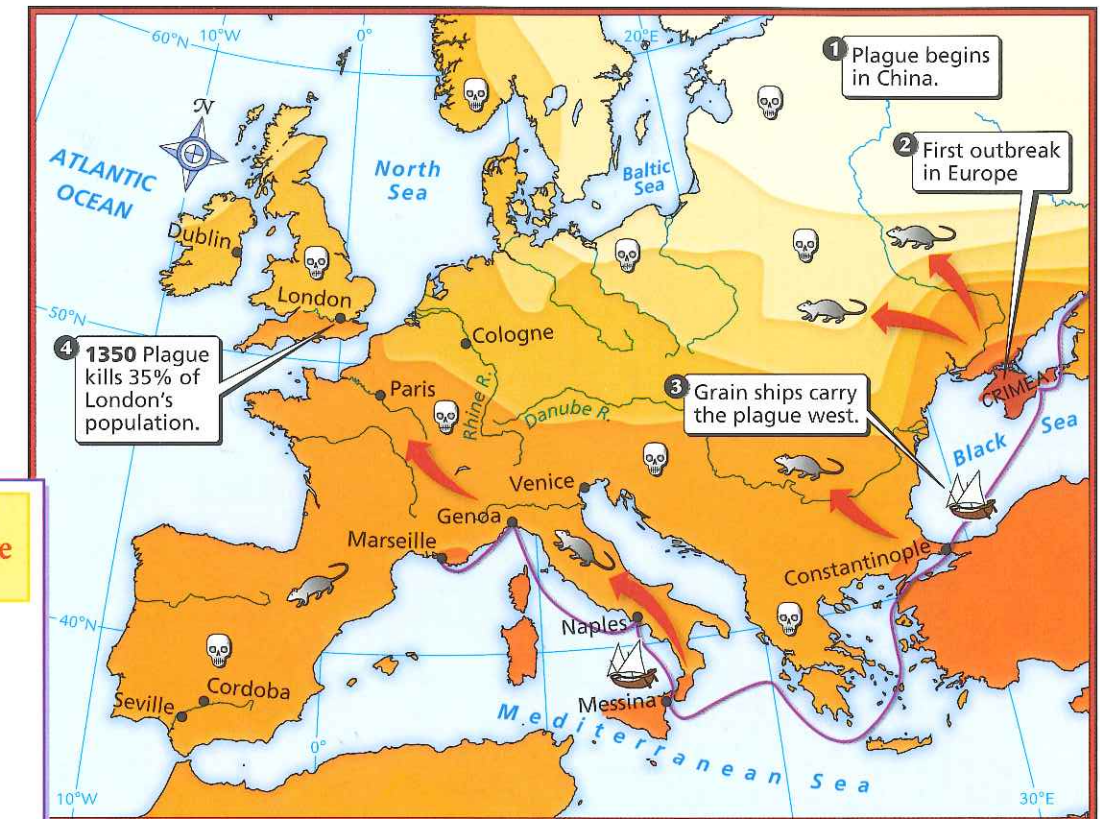 60°N
10°W
0°
20°E
1 Plague begins
in China.
N
2 First outbreak
in Europe
ATLANTIC
OCEAN
North
Sea
Baltic
Sea
Dublin
London
50°N
Cologne
4 1350 Plague
kills 35% of
London's
population.
Paris
Rhine R.
Danube R.
3 Grain ships carry
the plague west.
CRIMEA
Black Sea
Venice
Genoa
Marseille
Constantinople
40°N
Naples
Cordoba
Seville
Messina
Mediterranean Sea
0°
10°W
30°E
e